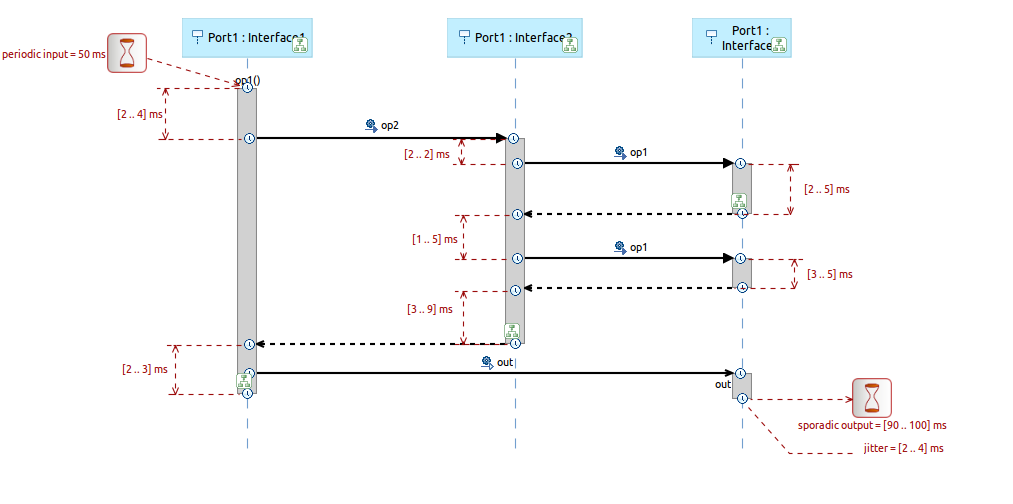 Port1 : Interface1
Port1 : Interface2
Port1 :
Interface
periodic input = 50 ms
op1()
[2 .. 4] ms
op2
[2 .. 2] ms
op1
[2 .. 5] ms
[1 .. 5] ms
op1
[3 .. 5] ms
[3 .. 9] ms
[2 .. 3] ms
out
out
sporadic output = [90 .. 100] ms
jitter = [2 .. 4] ms